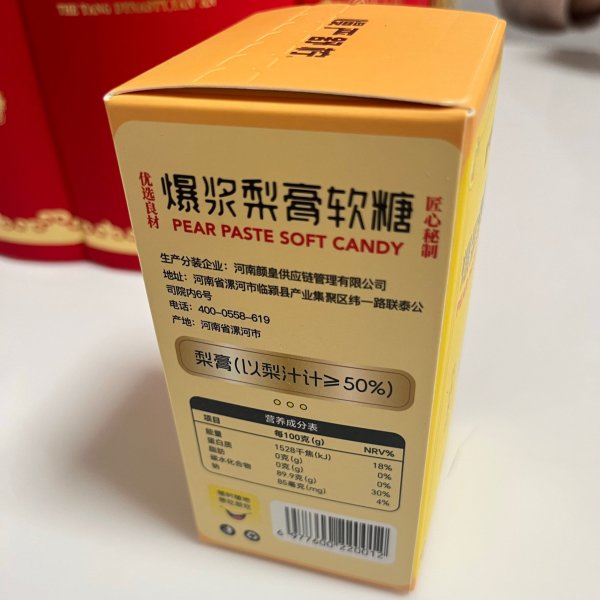 THE TANG DYNASTY
优选良材
爆浆梨膏软糖
匠心秘制
PEAR PASTE SOFT CANDY
生产分装企业：河南颜皇供应链管理有限公司
地址：河南省漯河市临颍县产业集聚区纬一路联泰公
司院内6号
电话：400-0558-619
产地：河南省漯河市
梨膏(以梨汁计≥50%)
营养成分表
项目 每100克(g) NRV%
能量 1528千焦(kJ) 18%
蛋白质 0克(g) 0%
脂肪 0克(g) 0%
碳水化合物 89.9克(g) 30%
钠 85毫克(mg) 4%
6 977600 220012